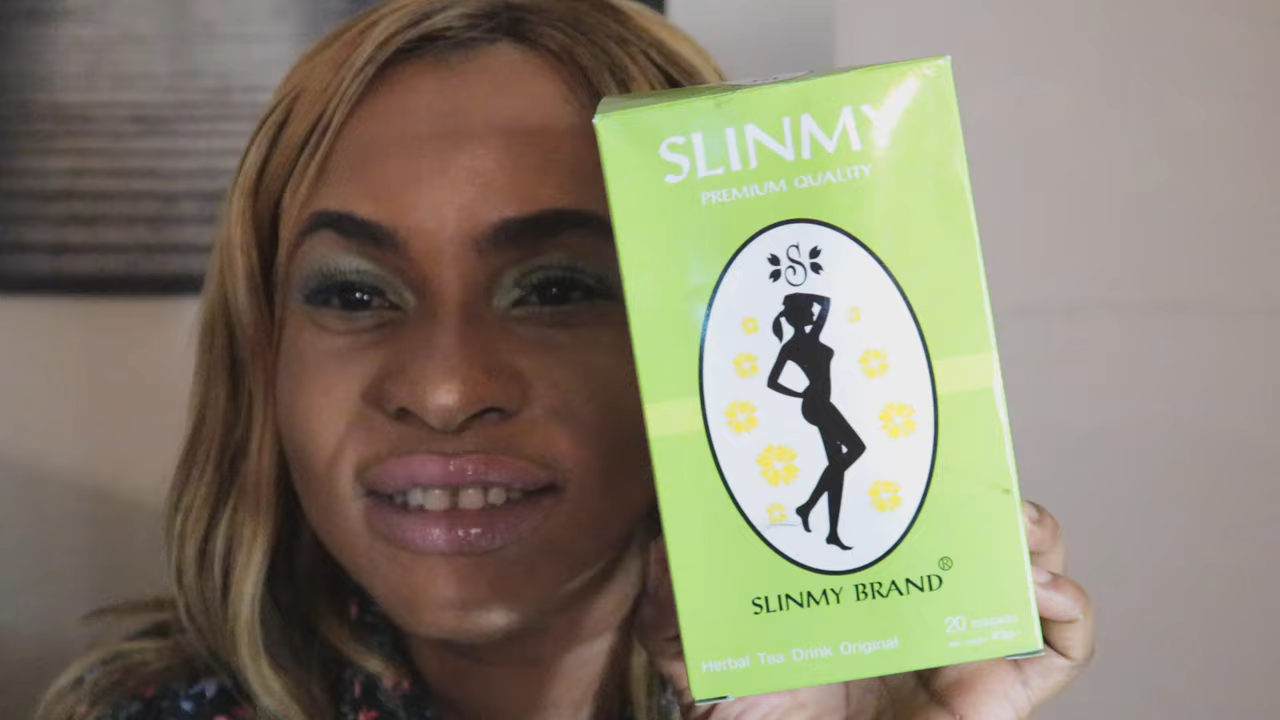 SLINMY
PREMIUM QUALITY
S
SLINMY BRAND®
Herbal Tea Drink Original
20